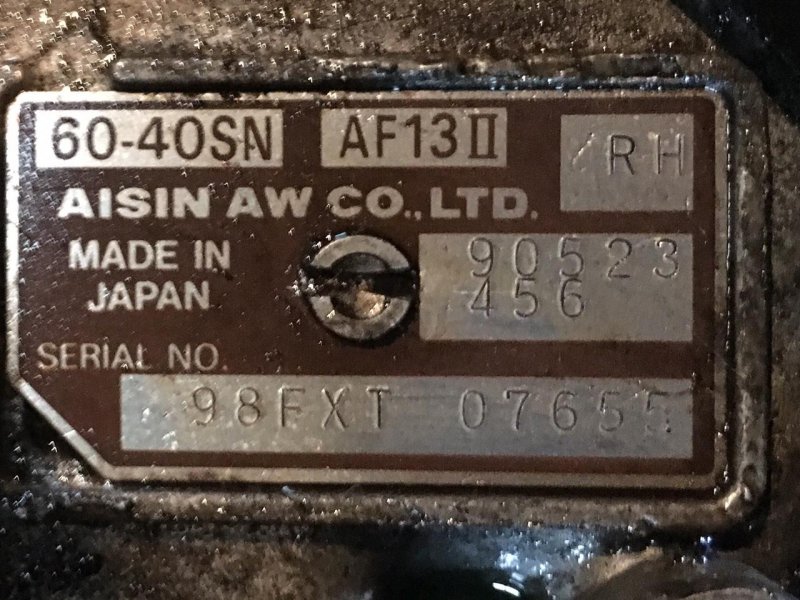 60-40SN AF13II RH
AISIN AW CO.,LTD.
MADE IN
JAPAN
90523
456
SERIAL NO.
98FXT 07655